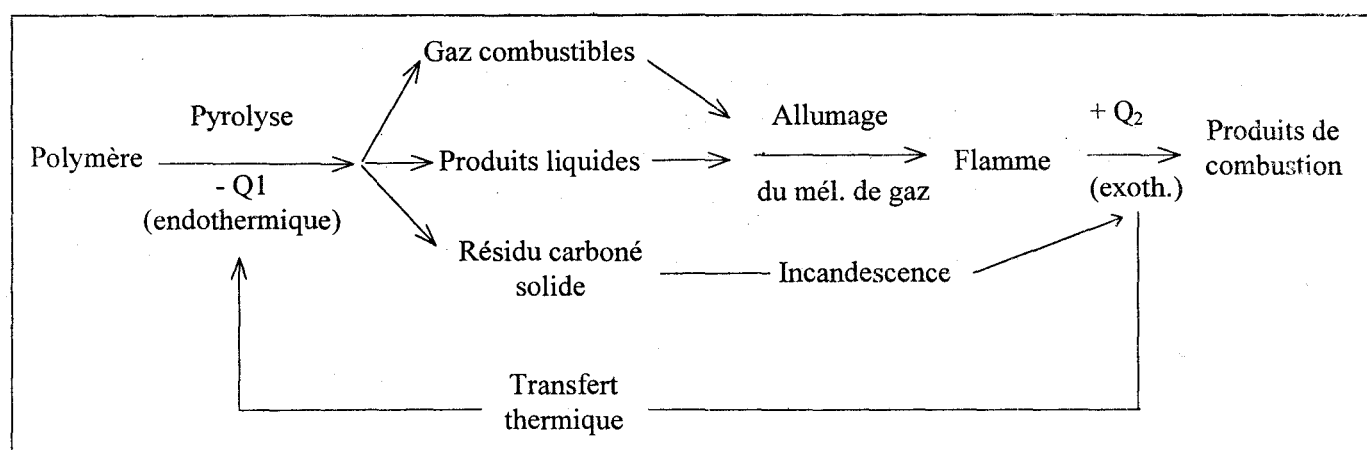 Gaz combustibles
Pyrolyse
Allumage
+ Q₂
Produits de
combustion
Polymère
Produits liquides
Flamme
- Q1
(endothermique)
du mél. de gaz
(exoth.)
Résidu carboné
solide
Incandescence
Transfert
thermique